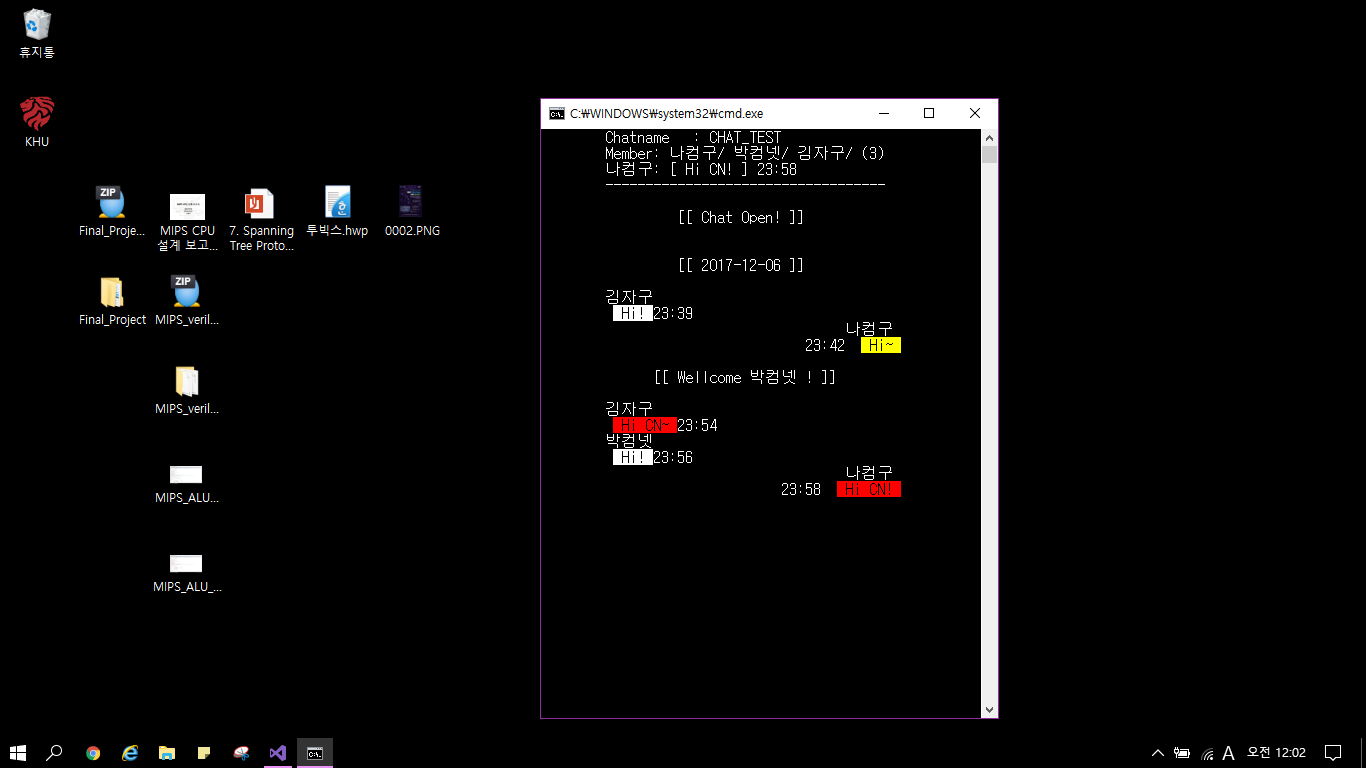 휴지통
KHU
Final_Proje...
MIPS CPU
설계 보고...
7. Spanning
Tree Proto...
투빅스.hwp
0002.PNG
ZIP
Final_Project
ZIP
MIPS_veril...
MIPS_veril...
MIPS_ALU...
MIPS_ALU_...
C:₩WINDOWS₩system32₩cmd.exe
Chatname : CHAT_TEST
Member: 나컴구/ 박컴넷/ 김자구/ (3)
나컴구: [ Hi CN! ] 23:58
-----------------------------------
[[ Chat Open! ]]
[[ 2017-12-06 ]]
김자구
Hi! 23:39
나컴구
23:42 Hi~
[[ Wellcome 박컴넷 ! ]]
김자구
Hi CN~ 23:54
박컴넷
Hi! 23:56
나컴구
23:58 Hi CN!
A 오전 12:02